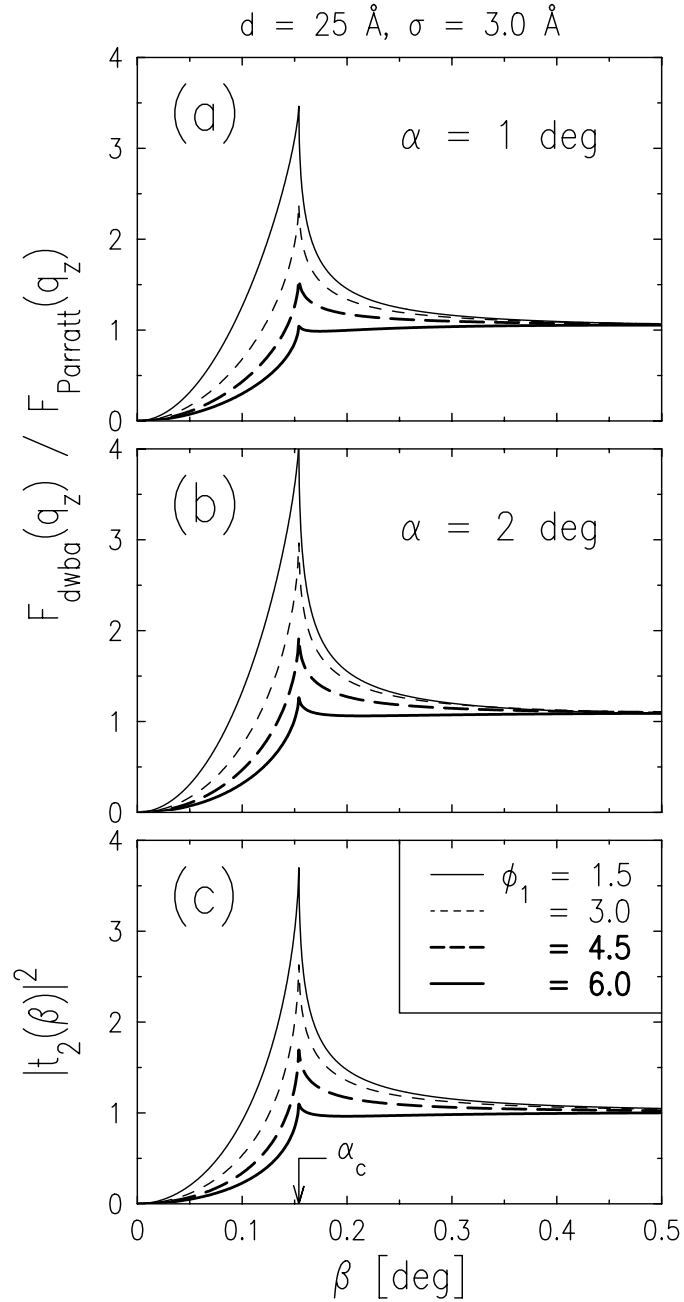 d = 25 Å, σ = 3.0 Å
F_dwba(q_z) / F_Parratt(q_z)
4
3
2
1
0
(a)
α = 1 deg
4
3
2
1
0
(b)
α = 2 deg
|t_2(β)|^2
4
3
2
1
0
(c)
ϕ_1 = 1.5
= 3.0
= 4.5
= 6.0
α_c
0 0.1 0.2 0.3 0.4 0.5
β [deg]